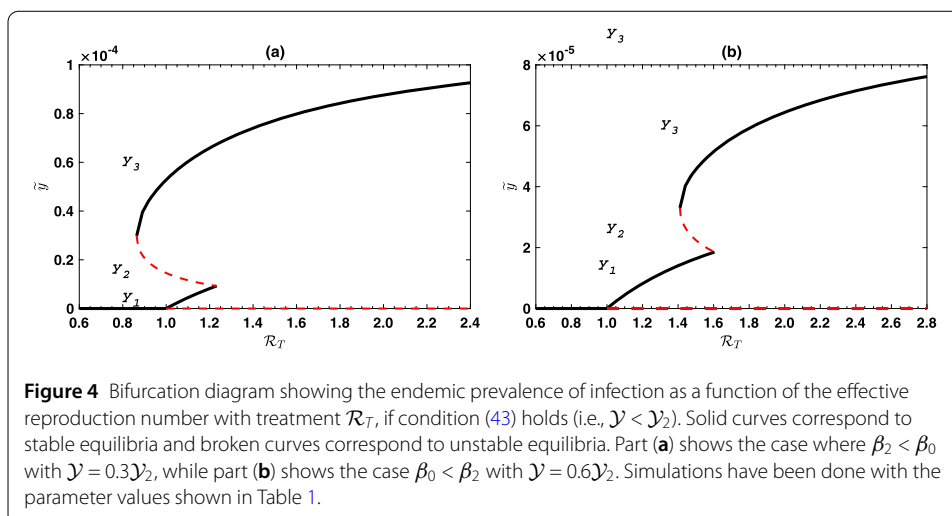 y3
(a)
(b)
×10^-4
×10^-5
1
0.8
0.6
0.4
0.2
0
ỹ
y3
y2
y1
0.6 0.8 1.0 1.2 1.4 1.6 1.8 2.0 2.2 2.4
R_T
8
6
4
2
0
ỹ
y3
y2
y1
0.6 0.8 1.0 1.2 1.4 1.6 1.8 2.0 2.2 2.4 2.6 2.8
R_T
Figure 4 Bifurcation diagram showing the endemic prevalence of infection as a function of the effective
reproduction number with treatment R_T, if condition (43) holds (i.e., Y < Y2). Solid curves correspond to
stable equilibria and broken curves correspond to unstable equilibria. Part (a) shows the case where β2 < β0
with Y = 0.3Y2, while part (b) shows the case β0 < β2 with Y = 0.6Y2. Simulations have been done with the
parameter values shown in Table 1.